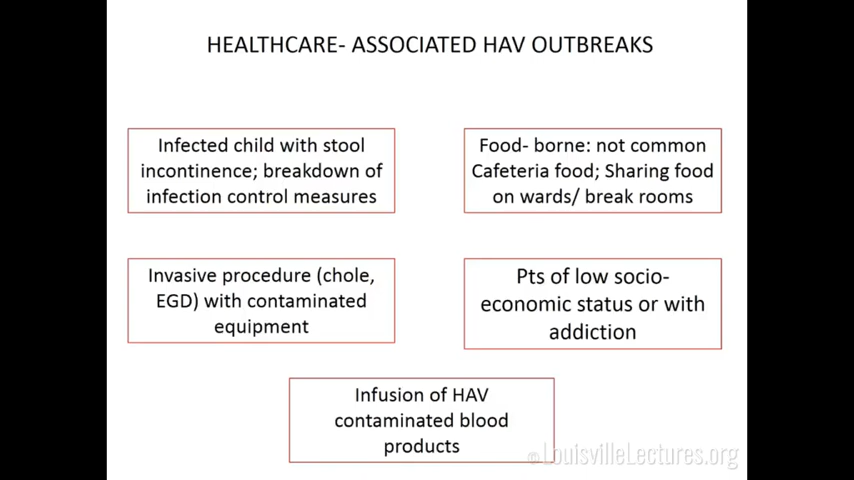 HEALTHCARE- ASSOCIATED HAV OUTBREAKS
Infected child with stool
incontinence; breakdown of
infection control measures
Food- borne: not common
Cafeteria food; Sharing food
on wards/ break rooms
Invasive procedure (chole,
EGD) with contaminated
equipment
Pts of low socio-
economic status or with
addiction
Infusion of HAV
contaminated blood
products
LouisvilleLectures.org